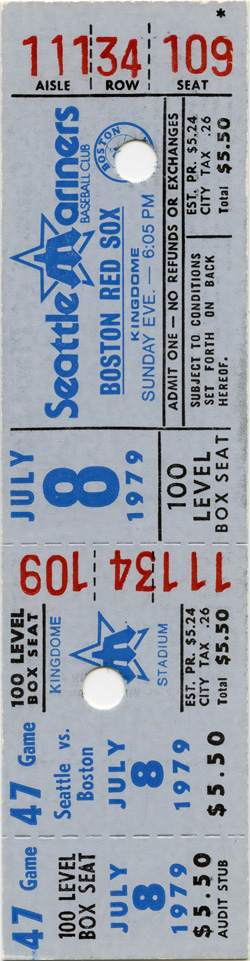 *
111 34 109
AISLE ROW SEAT
Seattle Mariners
BASEBALL CLUB
BOSTON
BOSTON RED SOX
KINGDOME
SUNDAY EVE. — 6:05 PM
ADMIT ONE — NO REFUNDS OR EXCHANGES
EST. PR. $5.24
CITY TAX .26
Total $5.50
SUBJECT TO CONDITIONS
SET FORTH ON BACK
HEREOF.
JULY
8
1979
100
LEVEL
BOX SEAT
109 34 111
100 LEVEL
BOX SEAT
KINGDOME
STADIUM
EST. PR. $5.24
CITY TAX .26
Total $5.50
47 Game
Seattle vs.
Boston
JULY
8
1979
$5.50
47 Game
100 LEVEL
BOX SEAT
JULY
8
1979
$5.50
AUDIT STUB